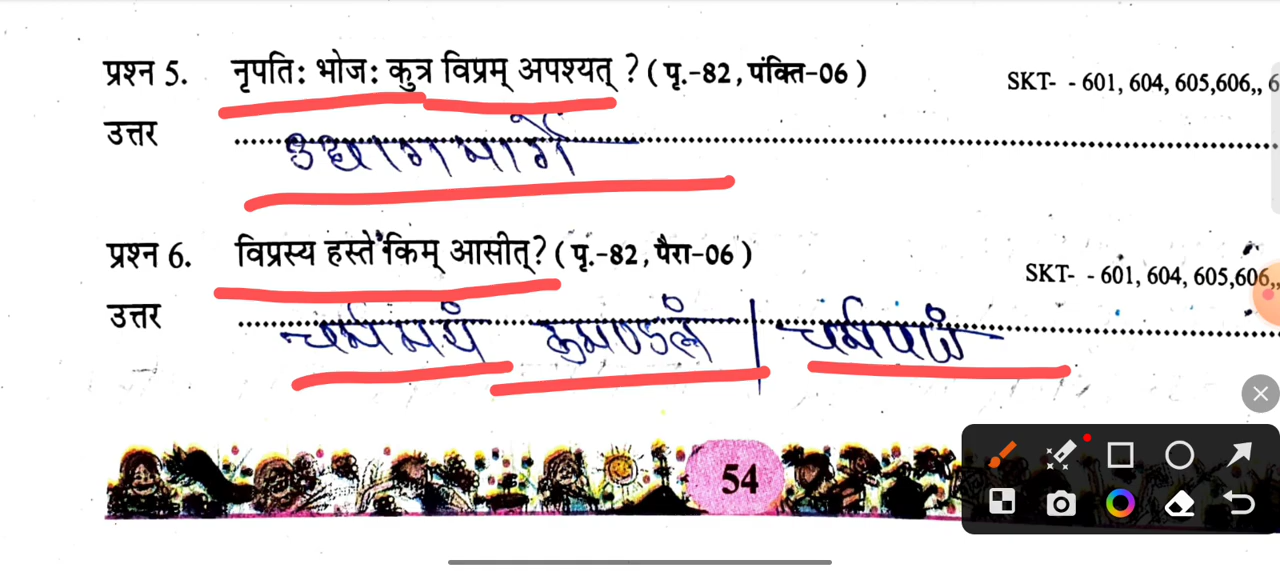 प्रश्न 5. नृपतिः भोजः कुत्र विप्रम् अपश्यत् ? ( पृ.-82, पंक्ति-06 ) SKT- - 601, 604, 605,606,, 6
उत्तर उद्यानमार्गे
प्रश्न 6. विप्रस्य हस्ते किम् आसीत्? ( पृ.-82, पैरा-06 ) SKT- - 601, 604, 605,606,,
उत्तर चर्ममयं कमण्डलं | चर्मपात्रं
54